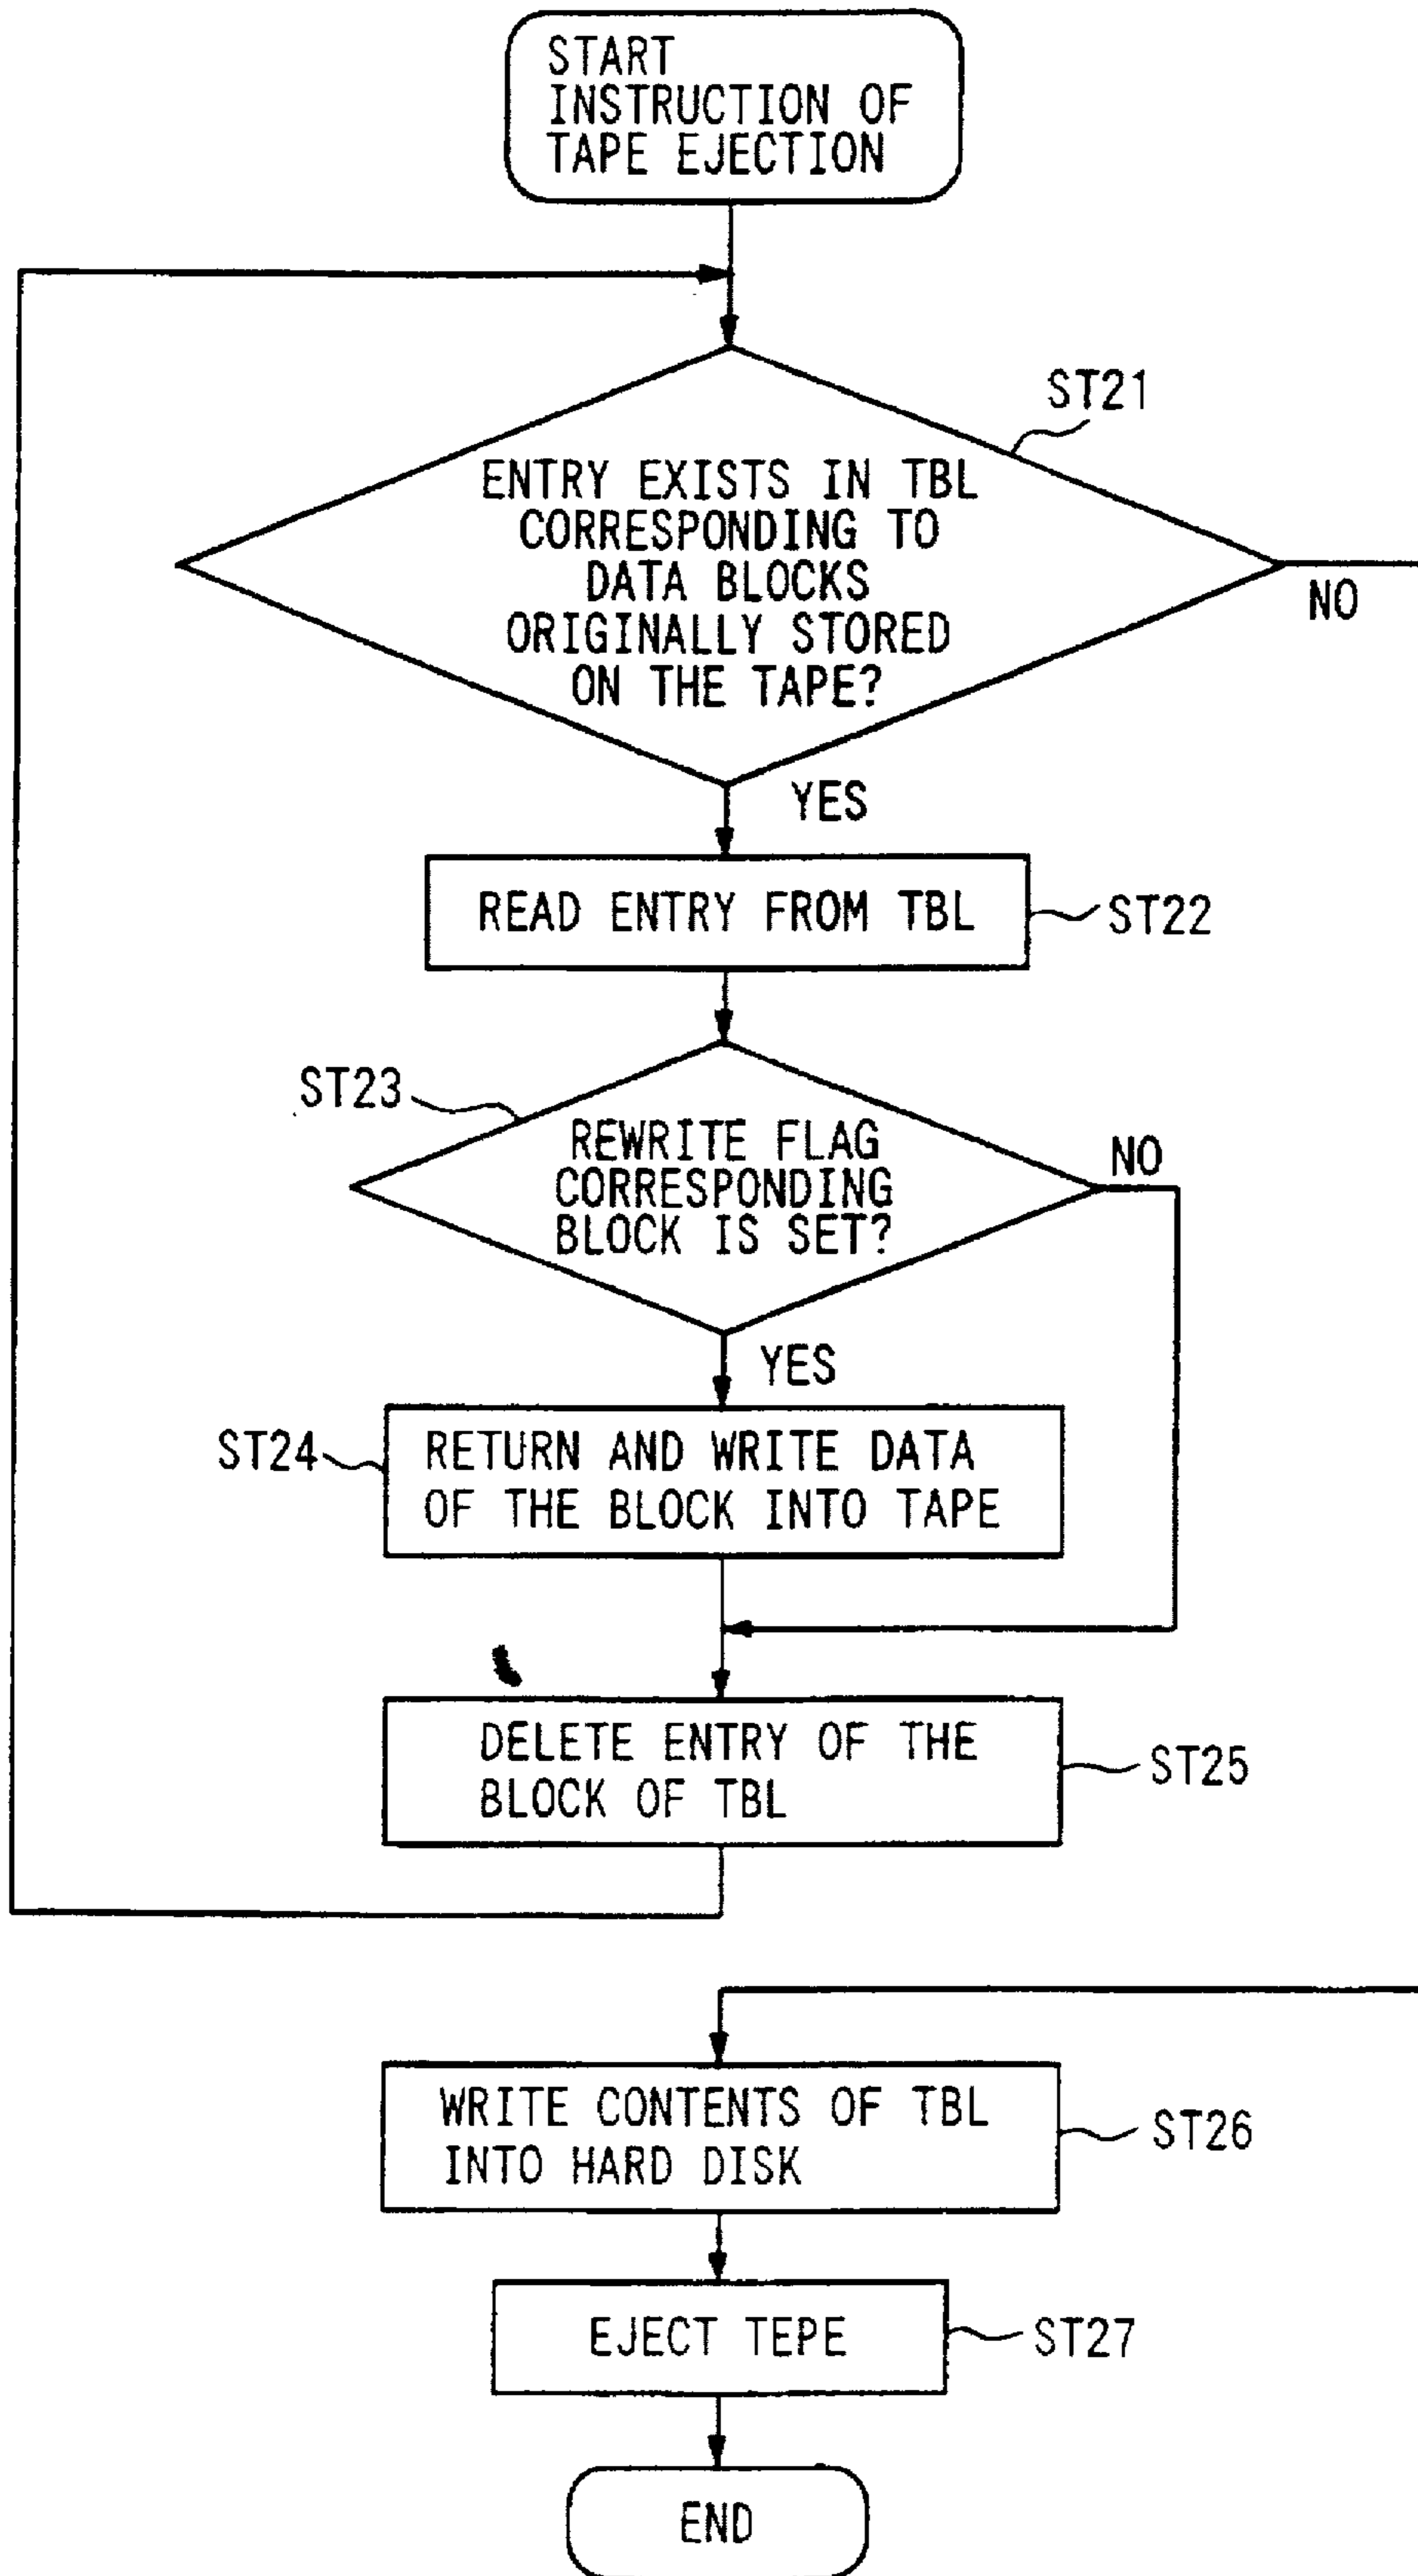 START
INSTRUCTION OF
TAPE EJECTION
ST21
ENTRY EXISTS IN TBL
CORRESPONDING TO
DATA BLOCKS
ORIGINALLY STORED
ON THE TAPE?
NO
YES
READ ENTRY FROM TBL
ST22
ST23
REWRITE FLAG
CORRESPONDING
BLOCK IS SET?
NO
YES
ST24
RETURN AND WRITE DATA
OF THE BLOCK INTO TAPE
DELETE ENTRY OF THE
BLOCK OF TBL
ST25
WRITE CONTENTS OF TBL
INTO HARD DISK
ST26
EJECT TEPE
ST27
END